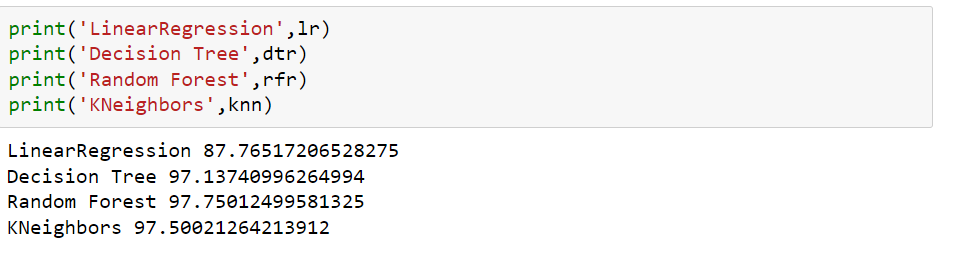 print('LinearRegression',lr)
print('Decision Tree',dtr)
print('Random Forest',rfr)
print('KNeighbors',knn)
LinearRegression 87.76517206528275
Decision Tree 97.13740996264994
Random Forest 97.75012499581325
KNeighbors 97.50021264213912